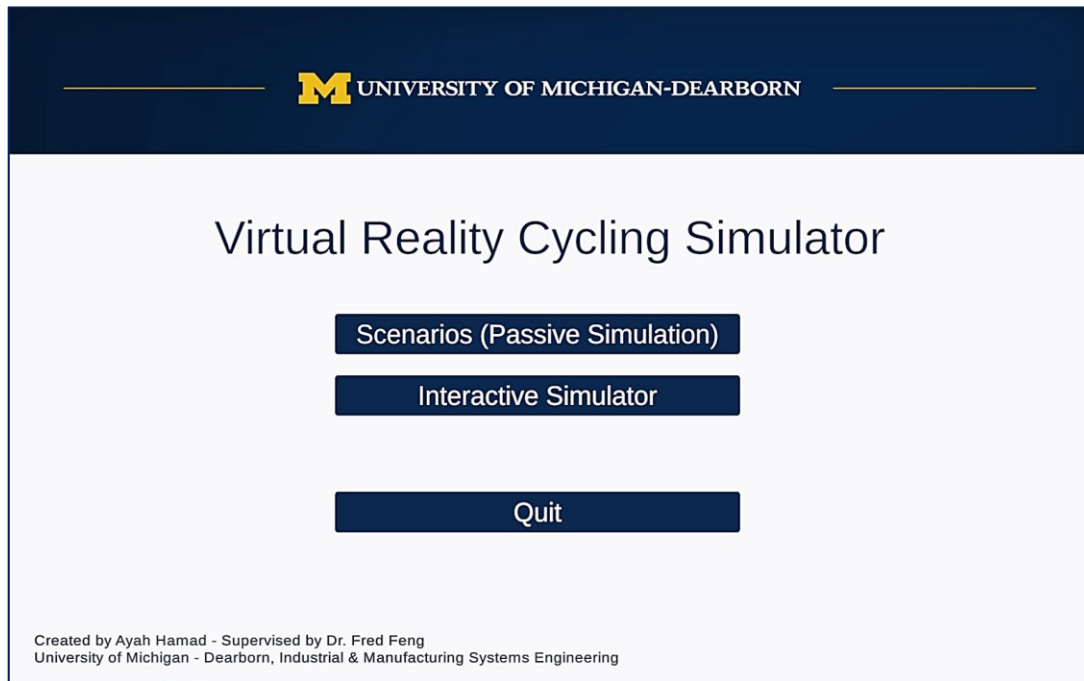 M UNIVERSITY OF MICHIGAN-DEARBORN
Virtual Reality Cycling Simulator
Scenarios (Passive Simulation)
Interactive Simulator
Quit
Created by Ayah Hamad - Supervised by Dr. Fred Feng
University of Michigan - Dearborn, Industrial & Manufacturing Systems Engineering